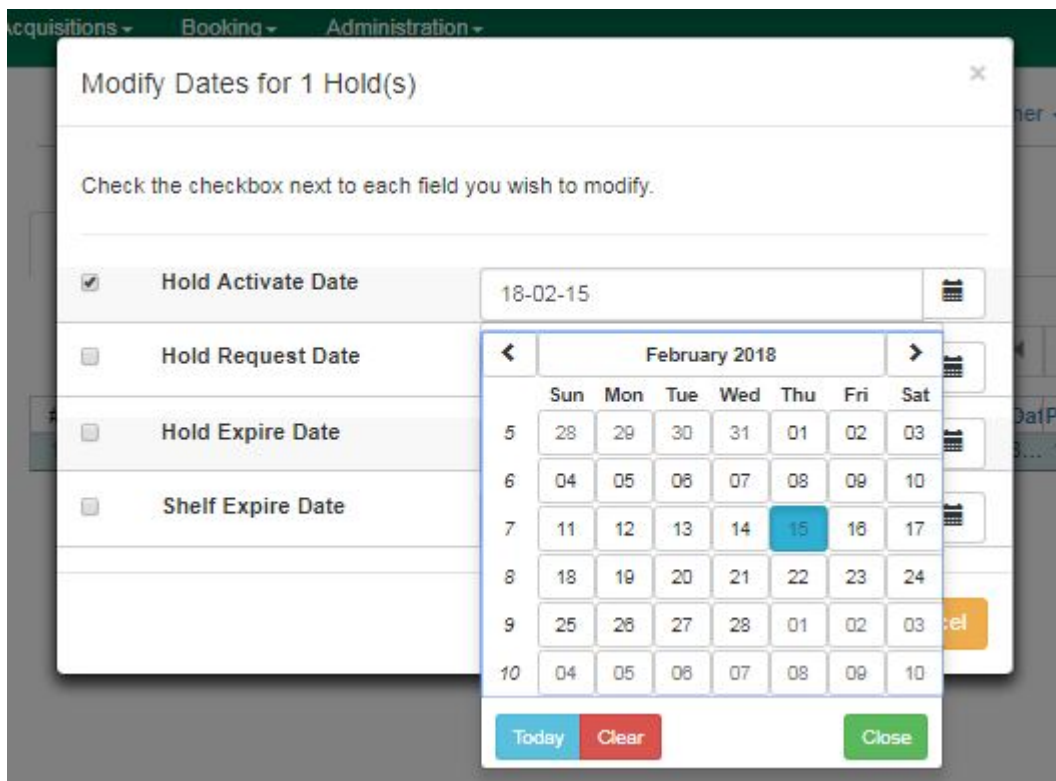 Acquisitions Booking Administration
Modify Dates for 1 Hold(s) ×
Check the checkbox next to each field you wish to modify.
Hold Activate Date 18-02-15
Hold Request Date
Hold Expire Date
Shelf Expire Date
February 2018
Sun Mon Tue Wed Thu Fri Sat
5 28 29 30 31 01 02 03
6 04 05 06 07 08 09 10
7 11 12 13 14 15 16 17
8 18 19 20 21 22 23 24
9 25 26 27 28 01 02 03
10 04 05 06 07 08 09 10
Today Clear Close